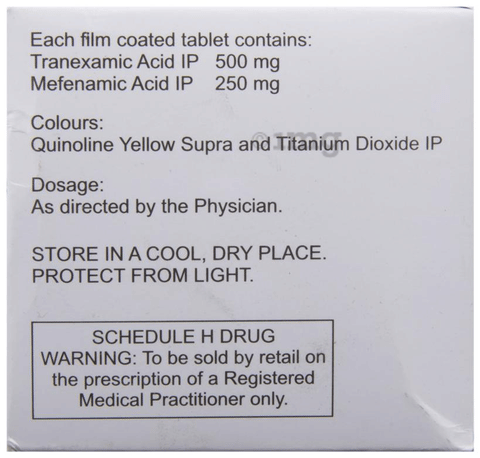 Each film coated tablet contains:
Tranexamic Acid IP 500 mg
Mefenamic Acid IP 250 mg
Colours:
Quinoline Yellow Supra and Titanium Dioxide IP
Dosage:
As directed by the Physician.
STORE IN A COOL, DRY PLACE.
PROTECT FROM LIGHT.
SCHEDULE H DRUG
WARNING: To be sold by retail on
the prescription of a Registered
Medical Practitioner only.
1mg